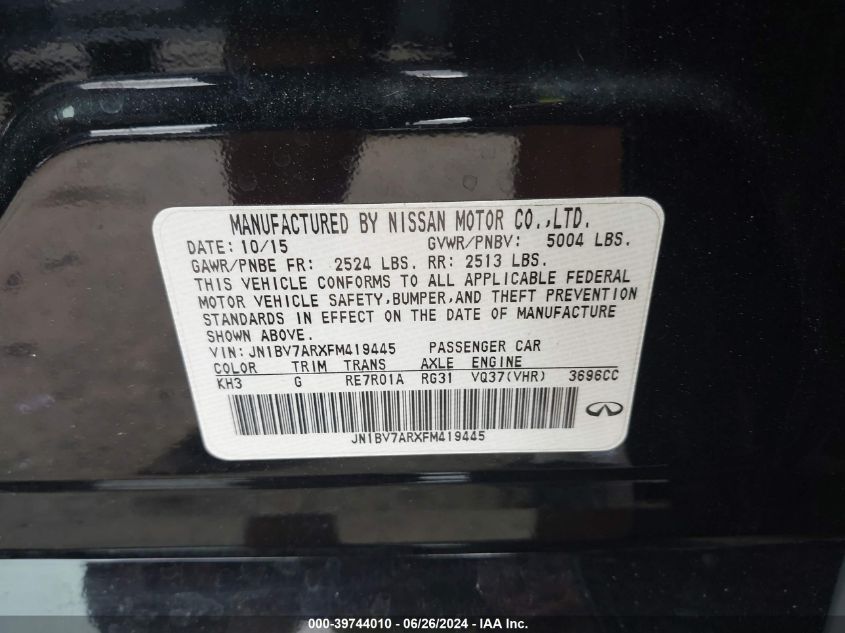 MANUFACTURED BY NISSAN MOTOR CO.,LTD.
DATE: 10/15 GVWR/PNBV: 5004 LBS.
GAWR/PNBE FR: 2524 LBS. RR: 2513 LBS.
THIS VEHICLE CONFORMS TO ALL APPLICABLE FEDERAL
MOTOR VEHICLE SAFETY,BUMPER,AND THEFT PREVENTION
STANDARDS IN EFFECT ON THE DATE OF MANUFACTURE
SHOWN ABOVE.
VIN: JN1BV7ARXFM419445 PASSENGER CAR
COLOR TRIM TRANS AXLE ENGINE
KH3 G RE7R01A RG31 VQ37(VHR) 3696CC
JN1BV7ARXFM419445
000-39744010 - 06/26/2024 - IAA Inc.